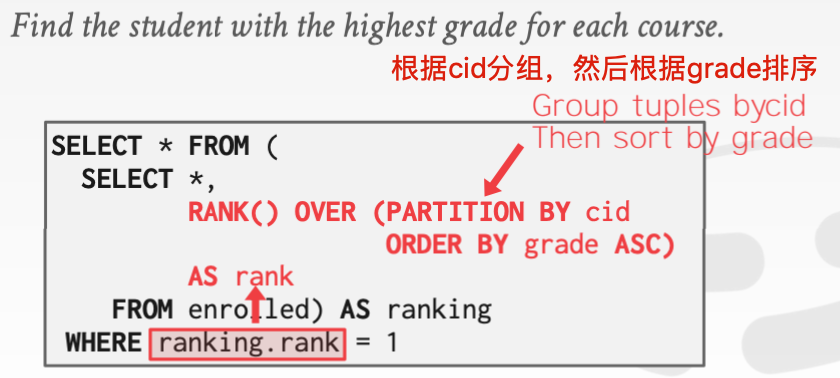 Find the student with the highest grade for each course.
根据cid分组，然后根据grade排序
Group tuples bycid
Then sort by grade
SELECT * FROM (
SELECT *,
RANK() OVER (PARTITION BY cid
ORDER BY grade ASC)
AS rank
FROM enrolled) AS ranking
WHERE ranking.rank = 1